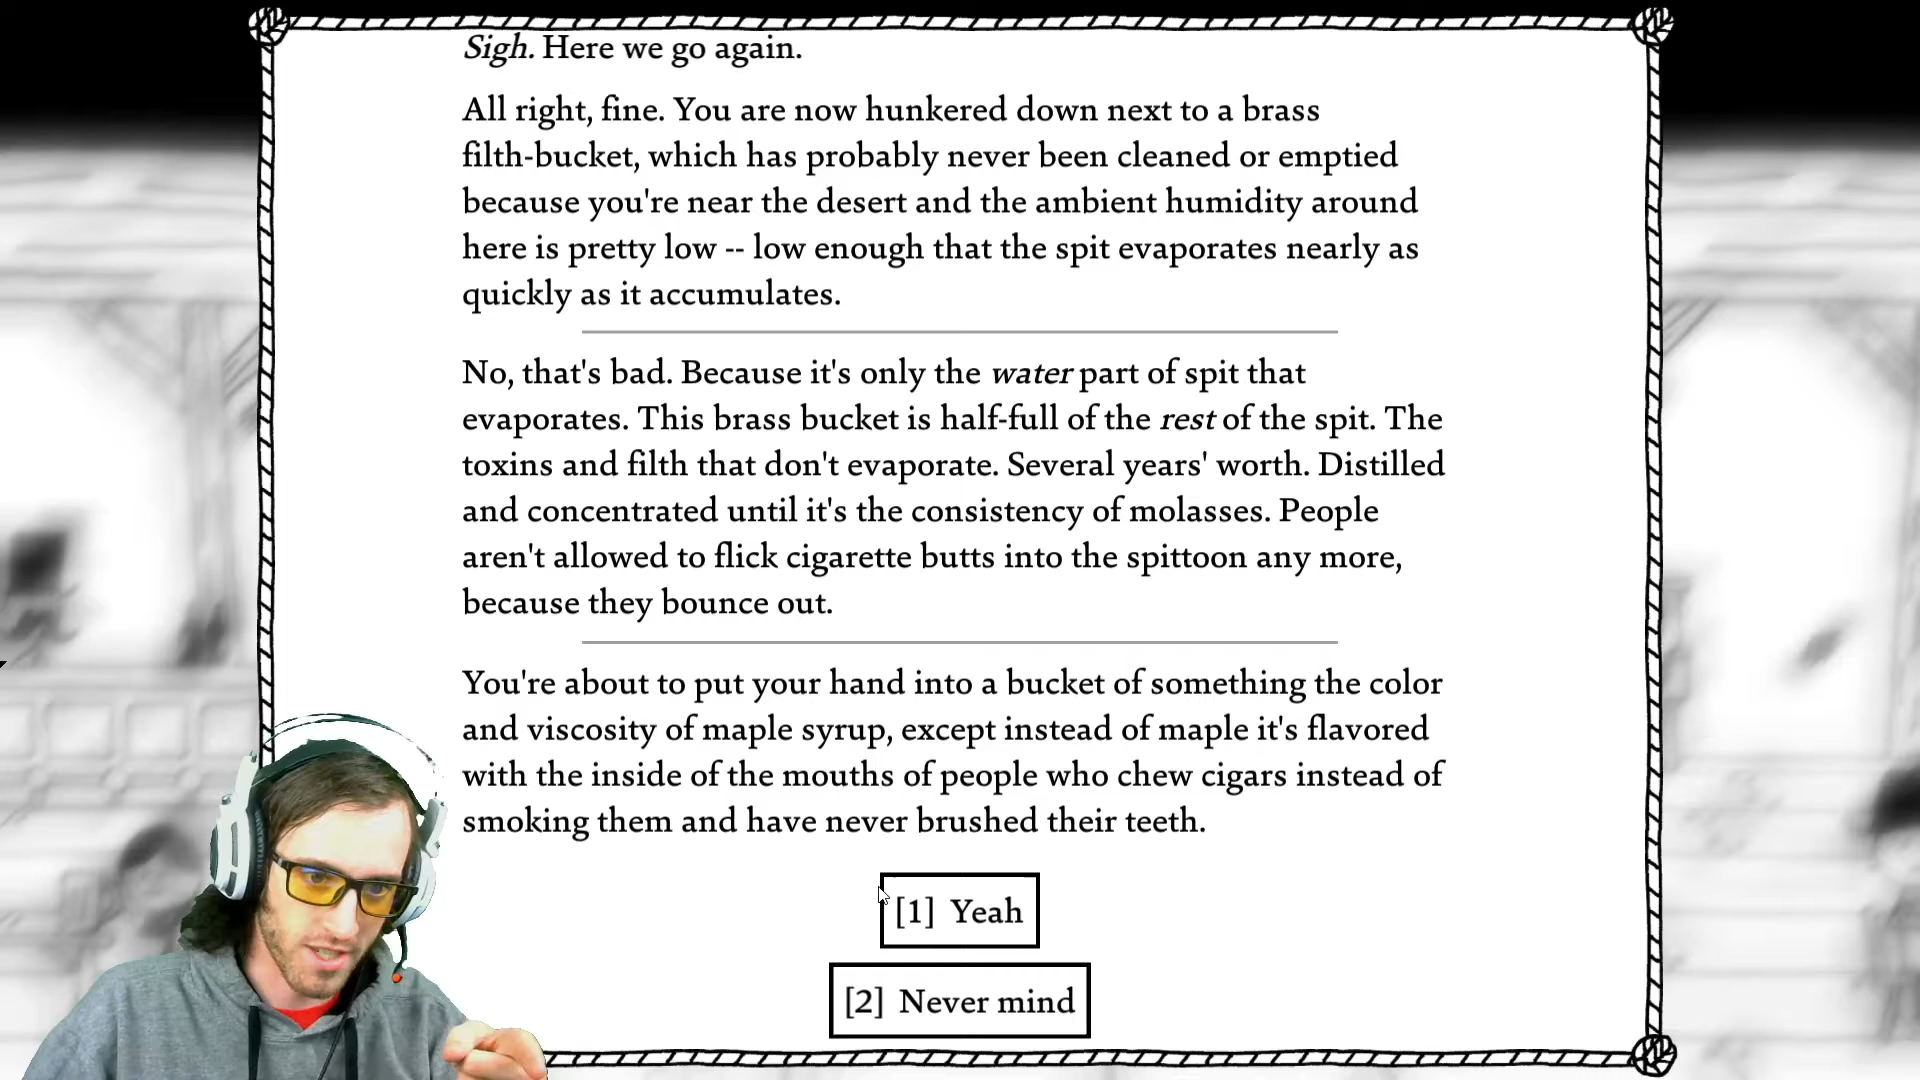 Sigh. Here we go again.
All right, fine. You are now hunkered down next to a brass
filth-bucket, which has probably never been cleaned or emptied
because you're near the desert and the ambient humidity around
here is pretty low -- low enough that the spit evaporates nearly as
quickly as it accumulates.
No, that's bad. Because it's only the water part of spit that
evaporates. This brass bucket is half-full of the rest of the spit. The
toxins and filth that don't evaporate. Several years' worth. Distilled
and concentrated until it's the consistency of molasses. People
aren't allowed to flick cigarette butts into the spittoon any more,
because they bounce out.
You're about to put your hand into a bucket of something the color
and viscosity of maple syrup, except instead of maple it's flavored
with the inside of the mouths of people who chew cigars instead of
smoking them and have never brushed their teeth.
[1] Yeah
[2] Never mind